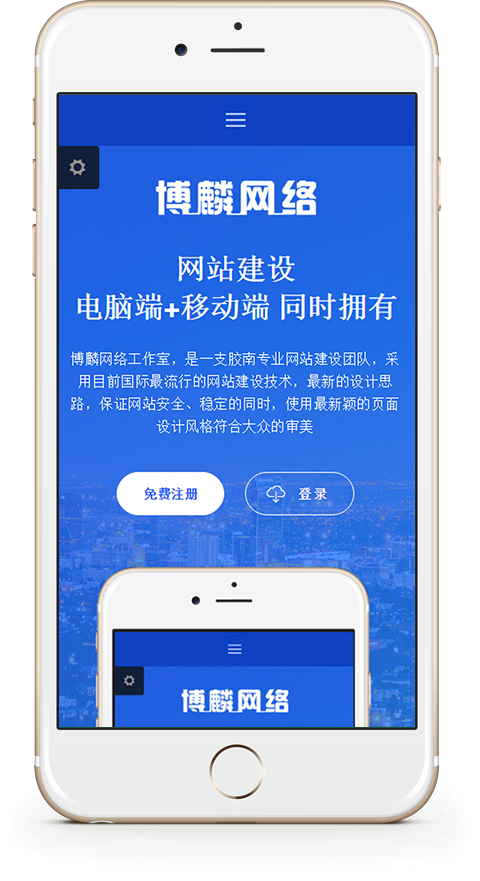 博麟网络
网站建设
电脑端+移动端 同时拥有
博麟网络工作室，是一支胶南专业网站建设团队，采
用目前国际最流行的网站建设技术，最新的设计思
路，保证网站安全、稳定的同时，使用最新颖的页面
设计风格符合大众的审美
免费注册
登录
博麟网络